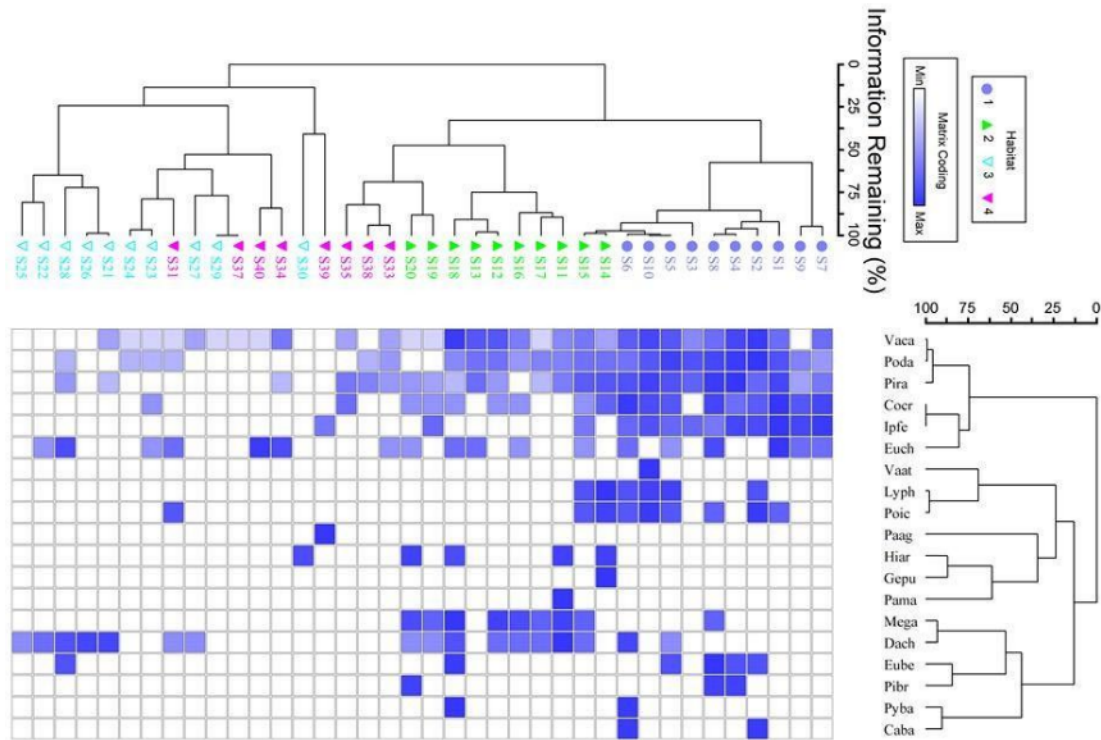 Information Remaining (%)
0
25
50
75
100
Matrix Coding
Min
Max
Habitat
1
2
3
4
S25
S22
S28
S26
S21
S24
S23
S31
S27
S29
S37
S40
S34
S30
S39
S35
S38
S33
S20
S19
S18
S13
S12
S16
S17
S11
S15
S14
S6
S10
S5
S3
S8
S4
S2
S1
S9
S7
100 75 50 25 0
Vaca
Poda
Pira
Cocr
Ipfe
Euch
Vaat
Lyph
Poic
Paag
Hiar
Gepu
Pama
Mega
Dach
Eube
Pibr
Pyba
Caba